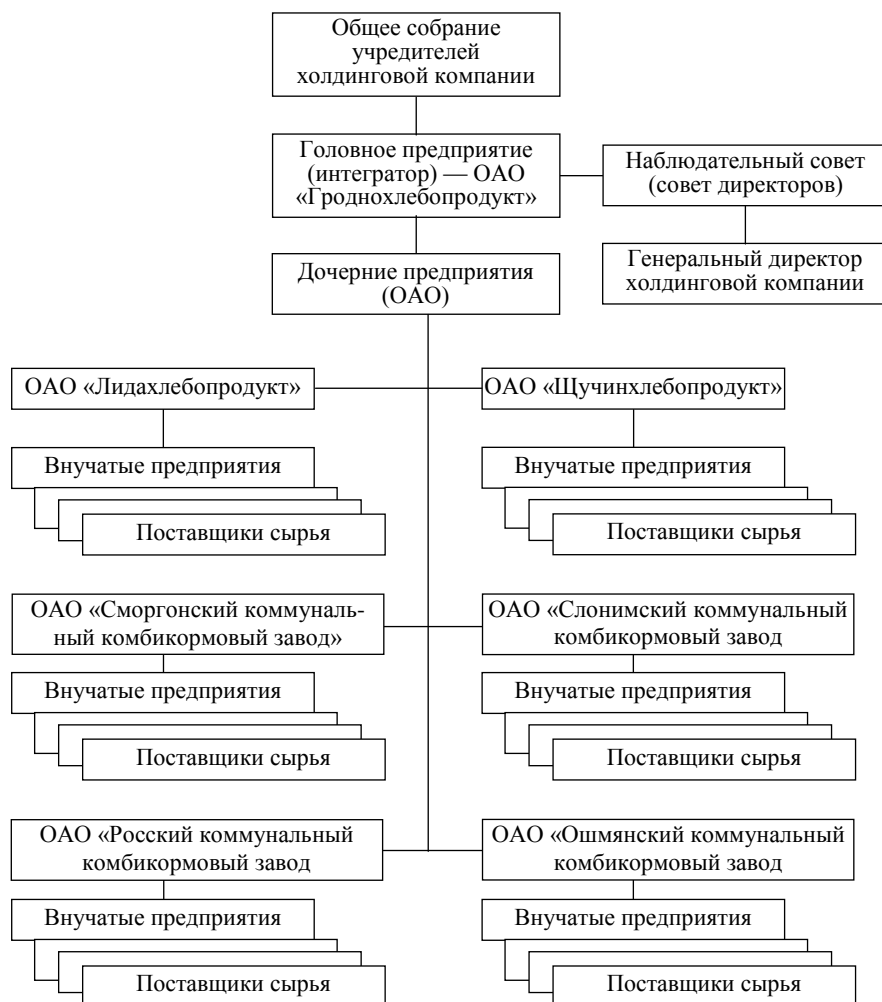 Общее собрание
учредителей
холдинговой компании
Головное предприятие
(интегратор) — ОАО
«Гроднохлебопродукт»
Наблюдательный совет
(совет директоров)
Генеральный директор
холдинговой компании
Дочерние предприятия
(ОАО)
ОАО «Лидахлебопродукт»
ОАО «Щучинхлебопродукт»
Внучатые предприятия
Поставщики сырья
Внучатые предприятия
Поставщики сырья
ОАО «Сморгонский коммуналь-
ный комбикормовый завод»
ОАО «Слонимский коммунальный
комбикормовый завод
Внучатые предприятия
Поставщики сырья
Внучатые предприятия
Поставщики сырья
ОАО «Росский коммунальный
комбикормовый завод
ОАО «Ошмянский коммунальный
комбикормовый завод
Внучатые предприятия
Поставщики сырья
Внучатые предприятия
Поставщики сырья